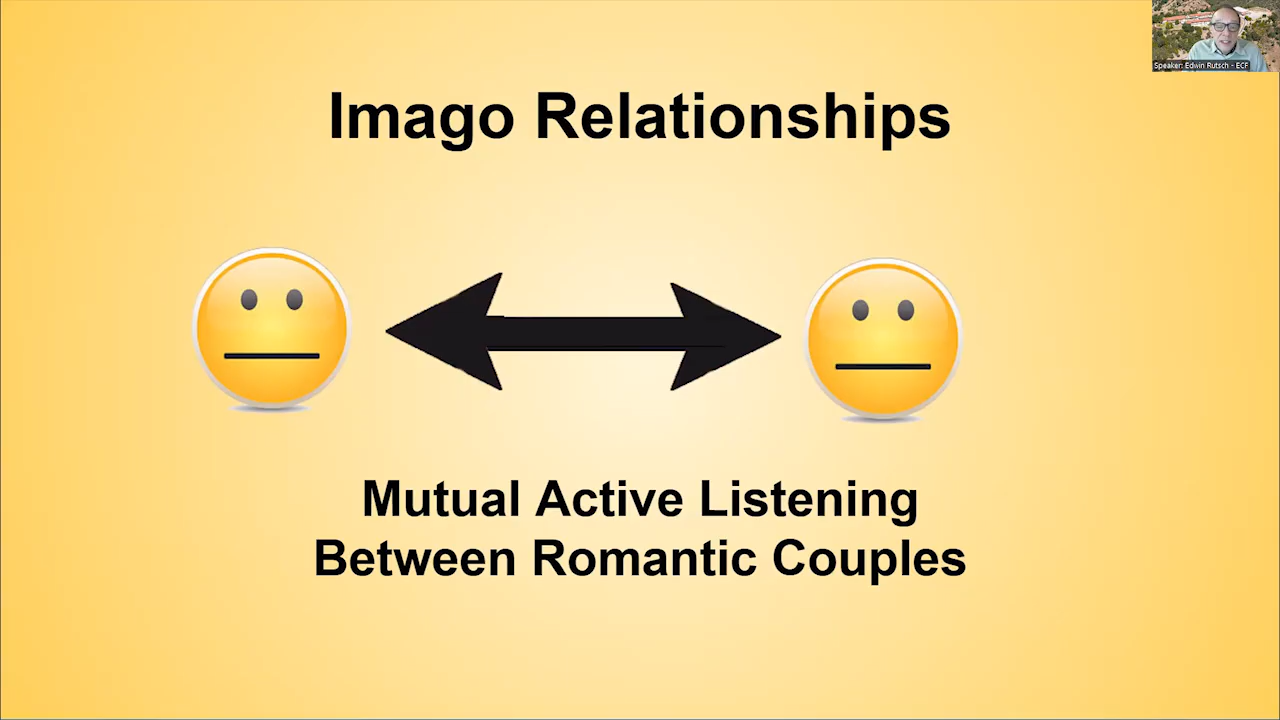 Imago Relationships
Mutual Active Listening
Between Romantic Couples
Speaker: Edwin Rutsch - ECF